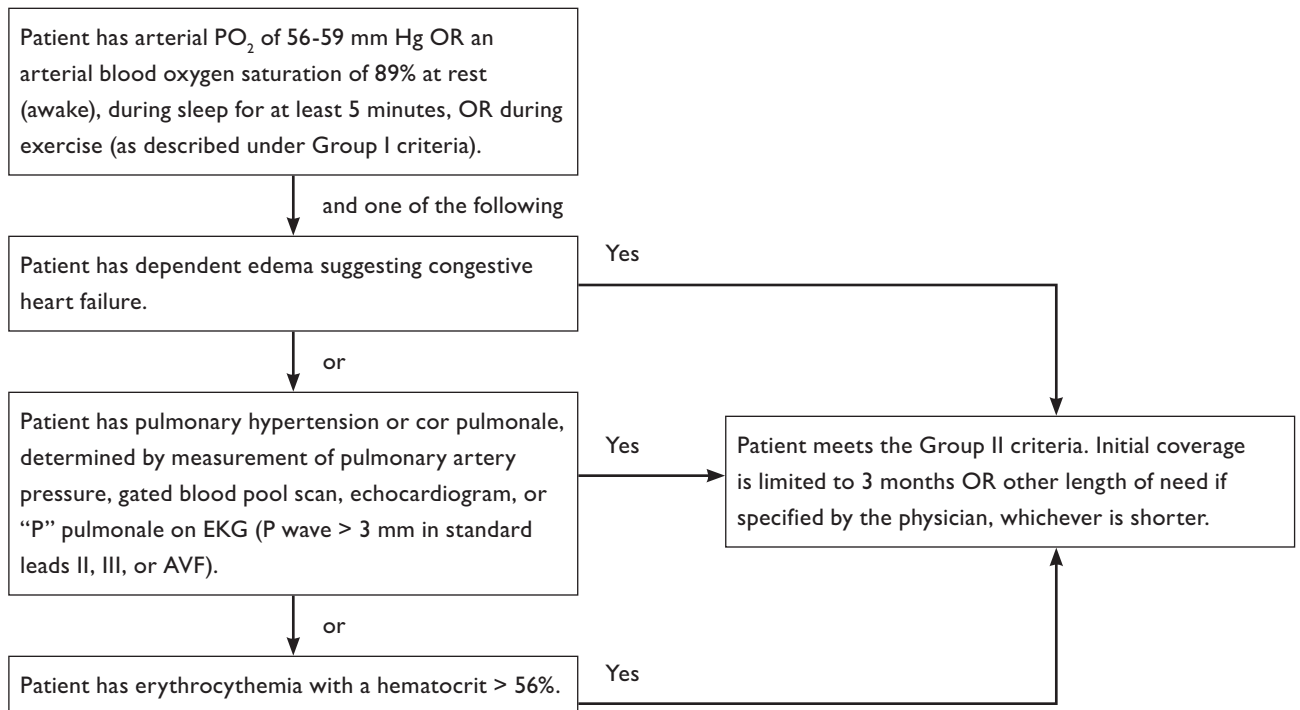 Patient has arterial PO₂ of 56-59 mm Hg OR an
arterial blood oxygen saturation of 89% at rest
(awake), during sleep for at least 5 minutes, OR during
exercise (as described under Group I criteria).
and one of the following
Patient has dependent edema suggesting congestive
heart failure.
Yes
or
Patient has pulmonary hypertension or cor pulmonale,
determined by measurement of pulmonary artery
pressure, gated blood pool scan, echocardiogram, or
“P” pulmonale on EKG (P wave > 3 mm in standard
leads II, III, or AVF).
Yes
Patient meets the Group II criteria. Initial coverage
is limited to 3 months OR other length of need if
specified by the physician, whichever is shorter.
or
Patient has erythrocythemia with a hematocrit > 56%.
Yes